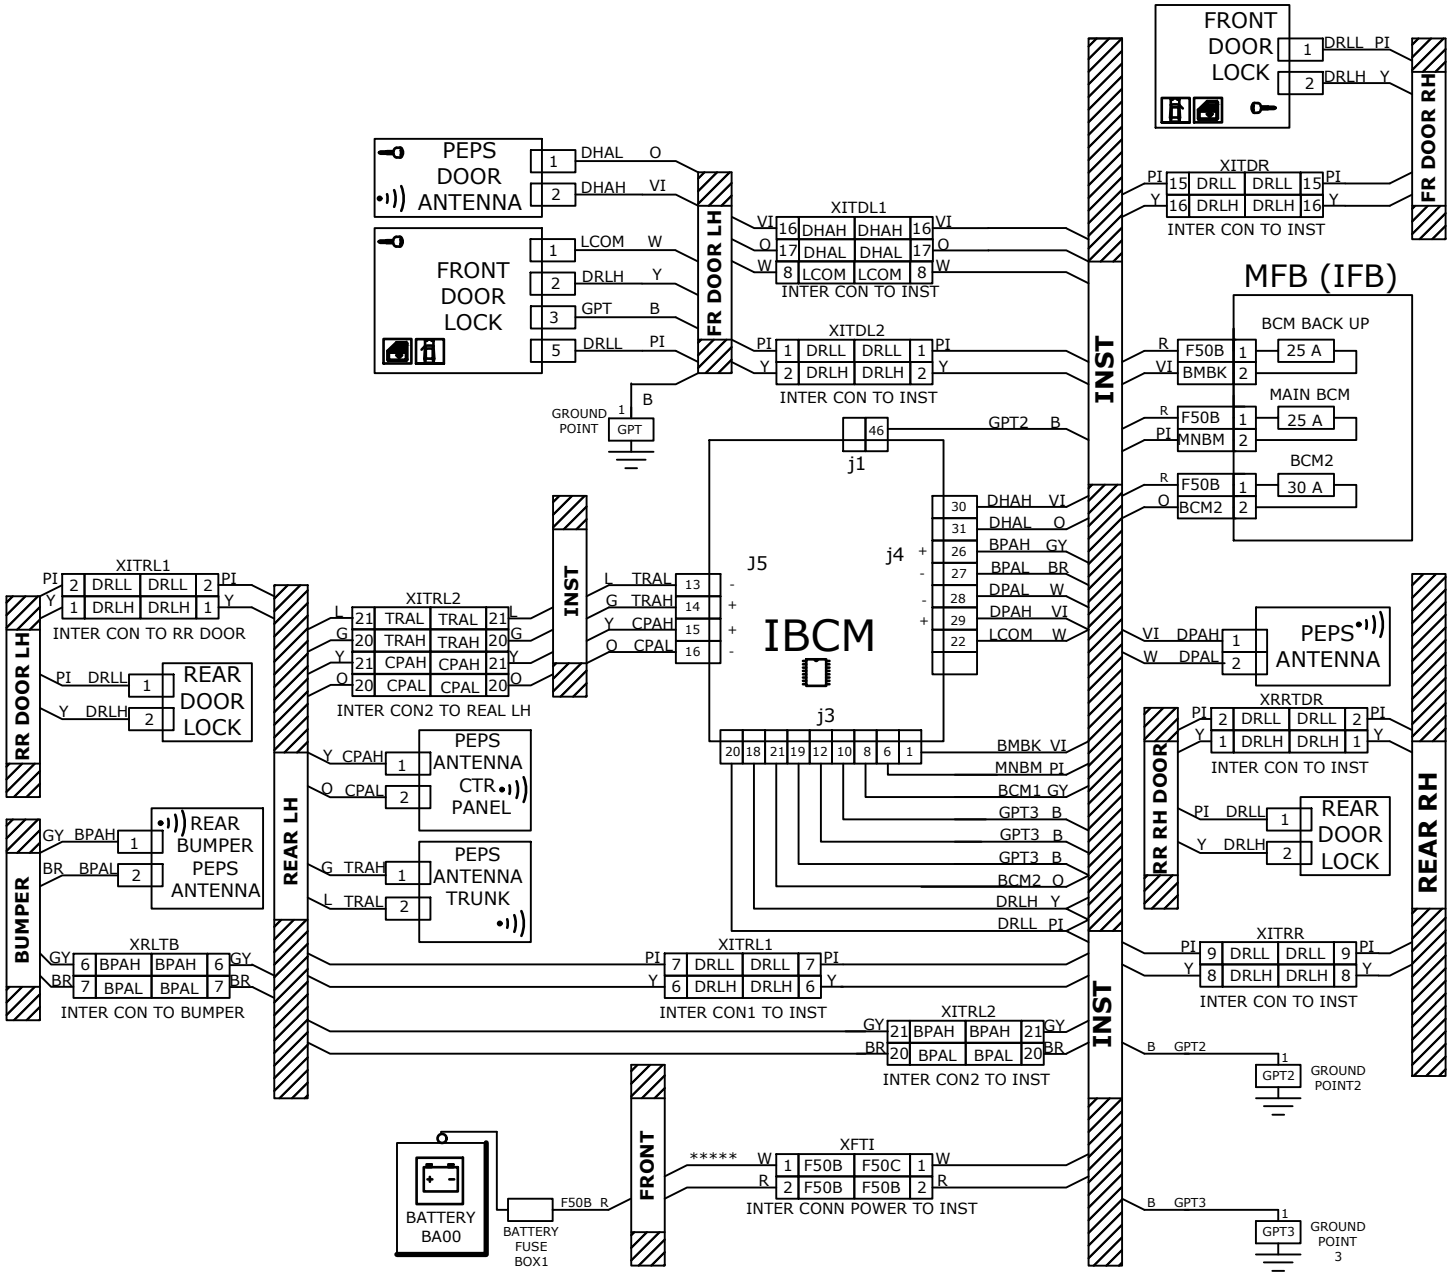 FRONT
DOOR
LOCK
1 DRLL PI
2 DRLH Y
FR DOOR RH
XITDR
PI 15 DRLL DRLL 15 PI
Y 16 DRLH DRLH 16 Y
INTER CON TO INST
PEPS
DOOR
ANTENNA
1 DHAL O
2 DHAH VI
FRONT
DOOR
LOCK
1 LCOM W
2 DRLH Y
3 GPT B
5 DRLL PI
FR DOOR LH
XITDL1
VI 16 DHAH DHAH 16 VI
O 17 DHAL DHAL 17 O
W 8 LCOM LCOM 8 W
INTER CON TO INST
XITDL2
PI 1 DRLL DRLL 1 PI
Y 2 DRLH DRLH 2 Y
INTER CON TO INST
B
GROUND
POINT
1
GPT
INST
MFB (IFB)
BCM BACK UP
R F50B 1 25 A
VI BMBK 2
MAIN BCM
R F50B 1 25 A
PI MNBM 2
BCM2
R F50B 1 30 A
O BCM2 2
46 GPT2 B
j1
J5
j4
IBCM
j3
30 DHAH VI
31 DHAL O
+ 26 BPAH GY
- 27 BPAL BR
- 28 DPAL W
+ 29 DPAH VI
22 LCOM W
L TRAL 13 -
G TRAH 14 +
Y CPAH 15 +
O CPAL 16 -
INST
20 18 21 19 12 10 8 6 1
BMBK VI
MNBM PI
BCM1 GY
GPT3 B
GPT3 B
GPT3 B
BCM2 O
DRLH Y
DRLL PI
XITRL1
PI 2 DRLL DRLL 2 PI
Y 1 DRLH DRLH 1 Y
INTER CON TO RR DOOR
RR DOOR LH
PI DRLL 1
Y DRLH 2
REAR
DOOR
LOCK
XITRL2
L 21 TRAL TRAL 21 L
G 20 TRAH TRAH 20 G
Y 21 CPAH CPAH 21 Y
O 20 CPAL CPAL 20 O
INTER CON2 TO REAL LH
REAR LH
Y CPAH 1
O CPAL 2
PEPS
ANTENNA
CTR
PANEL
G TRAH 1
L TRAL 2
PEPS
ANTENNA
TRUNK
BUMPER
GY BPAH 1
BR BPAL 2
REAR
BUMPER
PEPS
ANTENNA
XRLTB
GY 6 BPAH BPAH 6 GY
BR 7 BPAL BPAL 7 BR
INTER CON TO BUMPER
XITRL1
PI 7 DRLL DRLL 7 PI
Y 6 DRLH DRLH 6 Y
INTER CON1 TO INST
XITRL2
GY 21 BPAH BPAH 21 GY
BR 20 BPAL BPAL 20 BR
INTER CON2 TO INST
VI DPAH 1
W DPAL 2
PEPS
ANTENNA
XRRTDR
PI 2 DRLL DRLL 2 PI
Y 1 DRLH DRLH 1 Y
INTER CON TO INST
RR RH DOOR
PI DRLL 1
Y DRLH 2
REAR
DOOR
LOCK
REAR RH
XITRR
PI 9 DRLL DRLL 9 PI
Y 8 DRLH DRLH 8 Y
INTER CON TO INST
INST
B GPT2
1
GPT2
GROUND
POINT2
B GPT3
1
GPT3
GROUND
POINT
3
FRONT
XFTI
***** W 1 F50B F50C 1 W
R 2 F50B F50B 2 R
INTER CONN POWER TO INST
+ -
BATTERY
BA00
F50B R
BATTERY
FUSE
BOX1